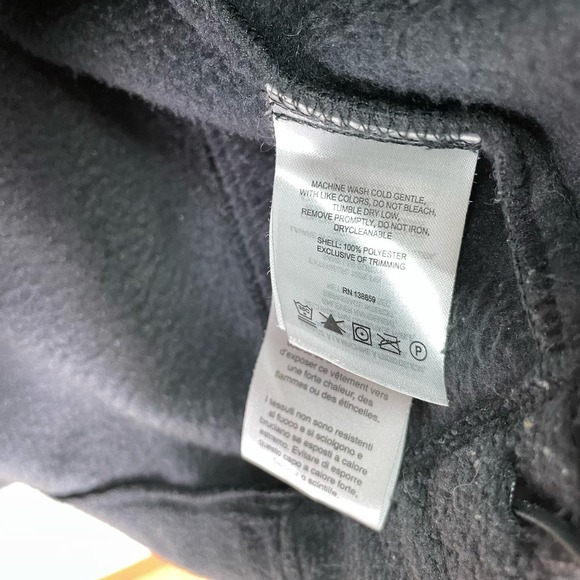 MACHINE WASH COLD GENTLE,
WITH LIKE COLORS, DO NOT BLEACH,
TUMBLE DRY LOW,
REMOVE PROMPTLY, DO NOT IRON,
DRYCLEANABLE
SHELL: 100% POLYESTER
EXCLUSIVE OF TRIMMING
RN 138859
P
d'exposer ce vêtement vers
une forte chaleur, des
flammes ou des étincelles.
I tassuti non sono resistenti
al fuoco e si sciolgono e
bruciano se esposti a calore
estremo. Evitare di esporre
questo capo a calore forte,
o scintille.